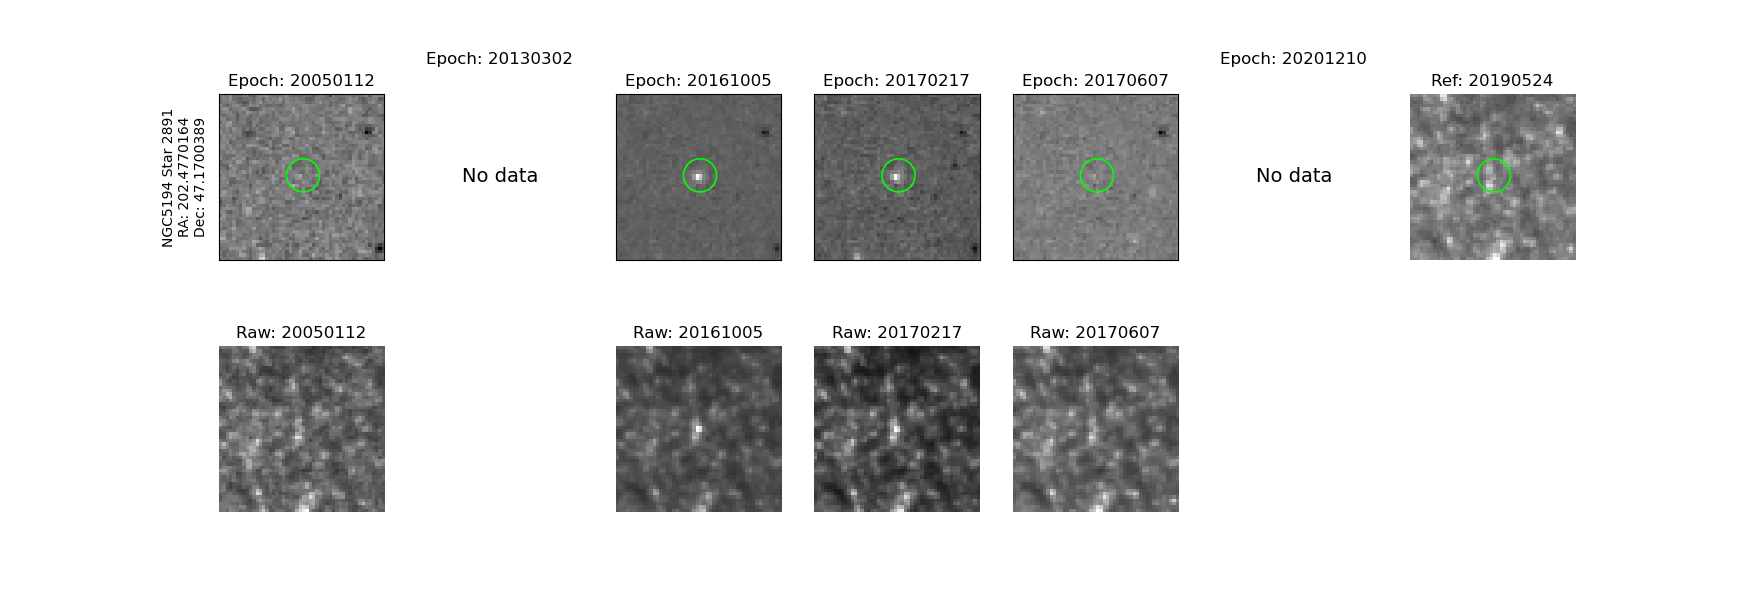 Epoch: 20130302
Epoch: 20201210
Epoch: 20050112
Epoch: 20161005
Epoch: 20170217
Epoch: 20170607
Ref: 20190524
NGC5194 Star 2891
RA: 202.4770164
Dec: 47.1700389
No data
No data
Raw: 20050112
Raw: 20161005
Raw: 20170217
Raw: 20170607